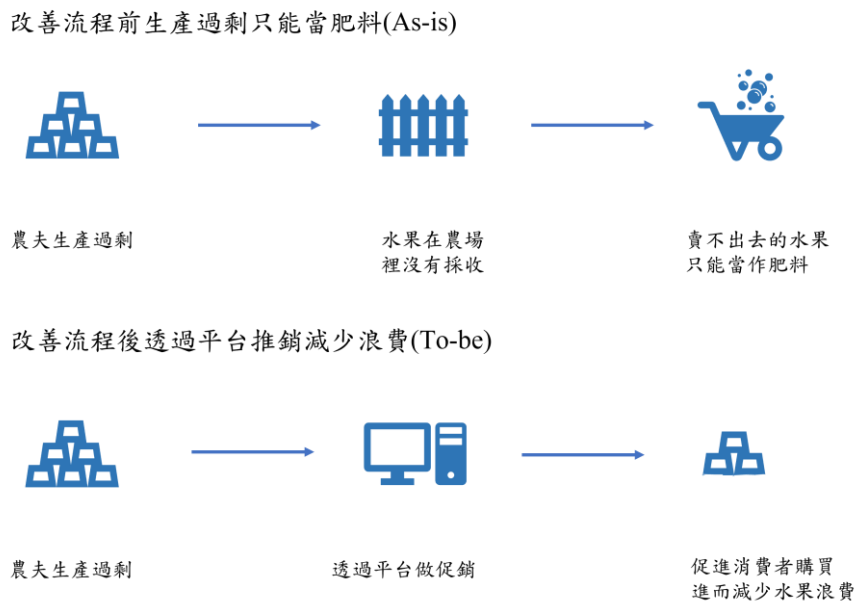 改善流程前生產過剩只能當肥料(As-is)
農夫生產過剩
水果在農場
裡沒有採收
賣不出去的水果
只能當作肥料
改善流程後透過平台推銷減少浪費(To-be)
農夫生產過剩
透過平台做促銷
促進消費者購買
進而減少水果浪費